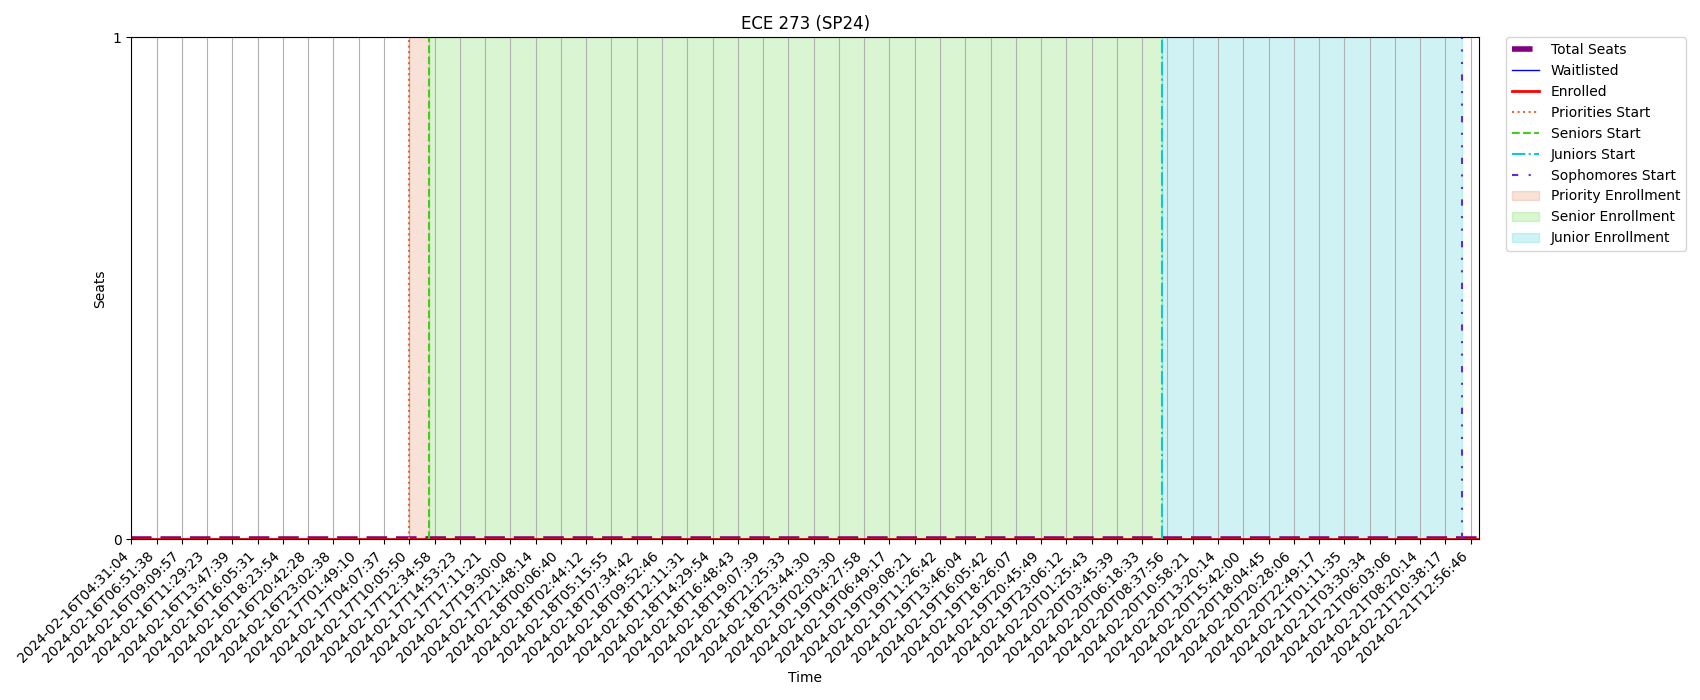 ECE 273 (SP24)
1
0
Seats
Total Seats
Waitlisted
Enrolled
Priorities Start
Seniors Start
Juniors Start
Sophomores Start
Priority Enrollment
Senior Enrollment
Junior Enrollment
2024-02-16T04:31:04
2024-02-16T06:51:38
2024-02-16T09:09:57
2024-02-16T11:29:23
2024-02-16T13:47:39
2024-02-16T16:05:31
2024-02-16T18:23:54
2024-02-16T20:42:28
2024-02-16T23:02:38
2024-02-17T01:49:10
2024-02-17T04:07:37
2024-02-17T10:05:50
2024-02-17T12:34:58
2024-02-17T14:53:23
2024-02-17T17:11:21
2024-02-17T19:30:00
2024-02-17T21:48:14
2024-02-18T00:06:40
2024-02-18T02:44:12
2024-02-18T05:15:55
2024-02-18T07:34:42
2024-02-18T09:52:46
2024-02-18T12:11:31
2024-02-18T14:29:54
2024-02-18T16:48:43
2024-02-18T19:07:39
2024-02-18T21:25:33
2024-02-18T23:44:30
2024-02-19T02:03:30
2024-02-19T04:27:58
2024-02-19T06:49:17
2024-02-19T09:08:21
2024-02-19T11:26:42
2024-02-19T13:46:04
2024-02-19T16:05:42
2024-02-19T18:26:07
2024-02-19T20:45:49
2024-02-19T23:06:12
2024-02-20T01:25:43
2024-02-20T03:45:39
2024-02-20T06:18:33
2024-02-20T08:37:56
2024-02-20T10:58:21
2024-02-20T13:20:14
2024-02-20T15:42:00
2024-02-20T18:04:45
2024-02-20T20:28:06
2024-02-20T22:49:17
2024-02-21T01:11:35
2024-02-21T03:30:34
2024-02-21T06:03:06
2024-02-21T08:20:14
2024-02-21T10:38:17
2024-02-21T12:56:46
Time